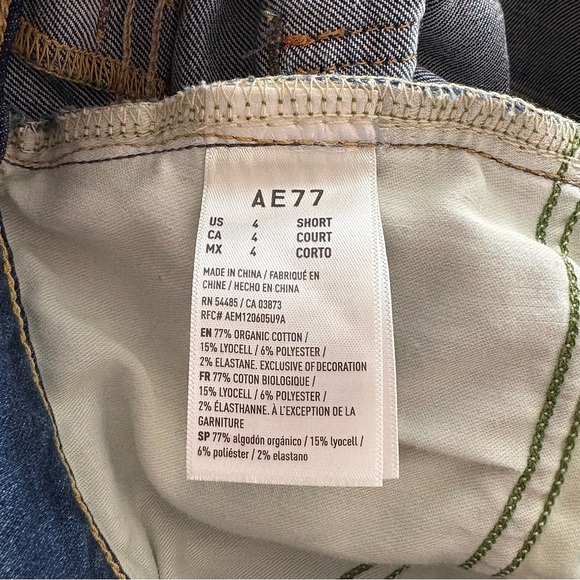 AE77
US 4 SHORT
CA 4 COURT
MX 4 CORTO
MADE IN CHINA / FABRIQUÉ EN
CHINE / HECHO EN CHINA
RN 54485 / CA 03873
RFC# AEM120605U9A
EN 77% ORGANIC COTTON /
15% LYOCELL / 6% POLYESTER /
2% ELASTANE. EXCLUSIVE OF DECORATION
FR 77% COTON BIOLOGIQUE /
15% LYOCELL / 6% POLYESTER /
2% ÉLASTHANNE. À L'EXCEPTION DE LA
GARNITURE
SP 77% algodón orgánico / 15% lyocell /
6% poliéster / 2% elastano